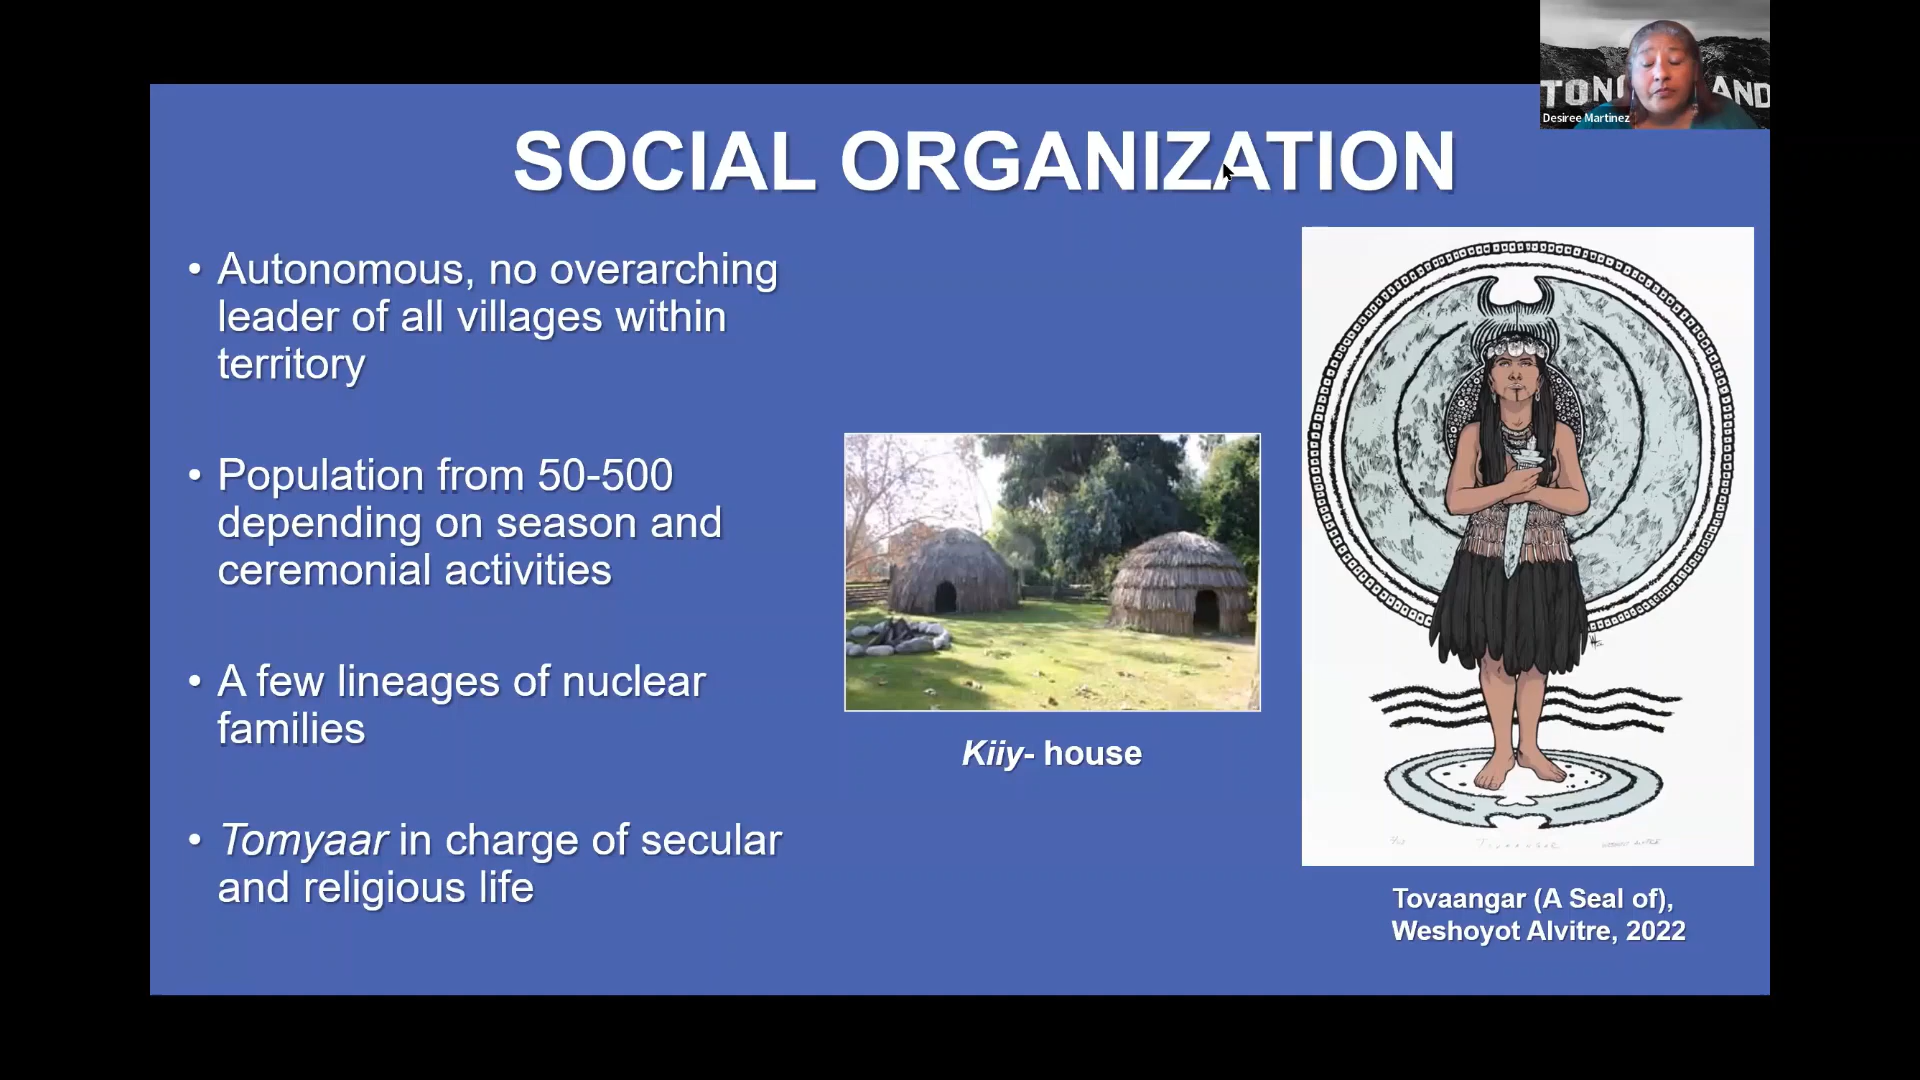 TON
AND
Desiree Martinez
SOCIAL ORGANIZATION
• Autonomous, no overarching
leader of all villages within
territory
• Population from 50-500
depending on season and
ceremonial activities
• A few lineages of nuclear
families
• Tomyaar in charge of secular
and religious life
Kiiy- house
Tovaangar (A Seal of),
Weshoyot Alvitre, 2022